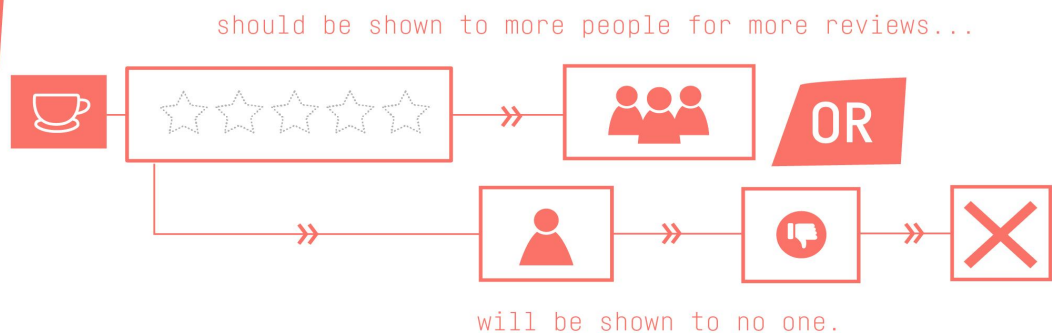 should be shown to more people for more reviews...
OR
will be shown to no one.